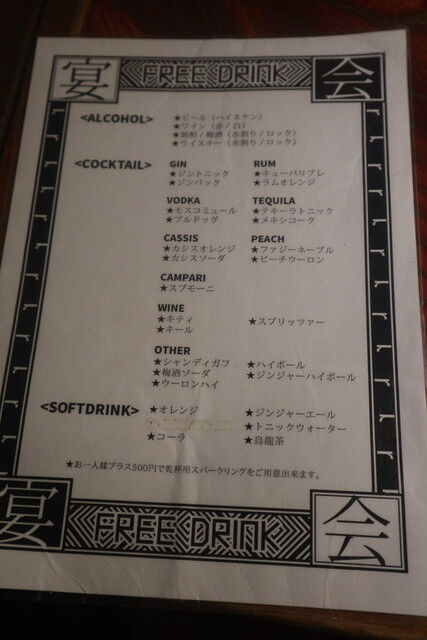 宴 FREE DRINK 会
<ALCOHOL> ★ビール（ハイネケン）
★ワイン（赤/白）
★焼酎/梅酒（水割り/ロック）
★ウイスキー（水割り/ロック）
<COCKTAIL> GIN RUM
★ジントニック ★キューバリブレ
★ジンバック ★ラムオレンジ
VODKA TEQUILA
★モスコミュール ★テキーラトニック
★ブルドッグ ★メキシコーク
CASSIS PEACH
★カシスオレンジ ★ファジーネーブル
★カシスソーダ ★ピーチウーロン
CAMPARI
★スプモーニ
WINE
★キティ ★スプリッツァー
★キール
OTHER
★シャンディガフ ★ハイボール
★梅酒ソーダ ★ジンジャーハイボール
★ウーロンハイ
<SOFTDRINK> ★オレンジ ★ジンジャーエール
★トニックウォーター
★コーラ ★烏龍茶
★お一人様プラス500円で乾杯用スパークリングをご用意出来ます。
宴 FREE DRINK 会